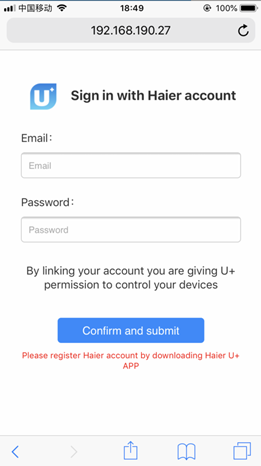 中国移动 18:49 100%
192.168.190.27
U+ Sign in with Haier account
Email:
Email
Password:
Password
By linking your account you are giving U+
permission to control your devices
Confirm and submit
Please register Haier account by downloading Haier U+
APP